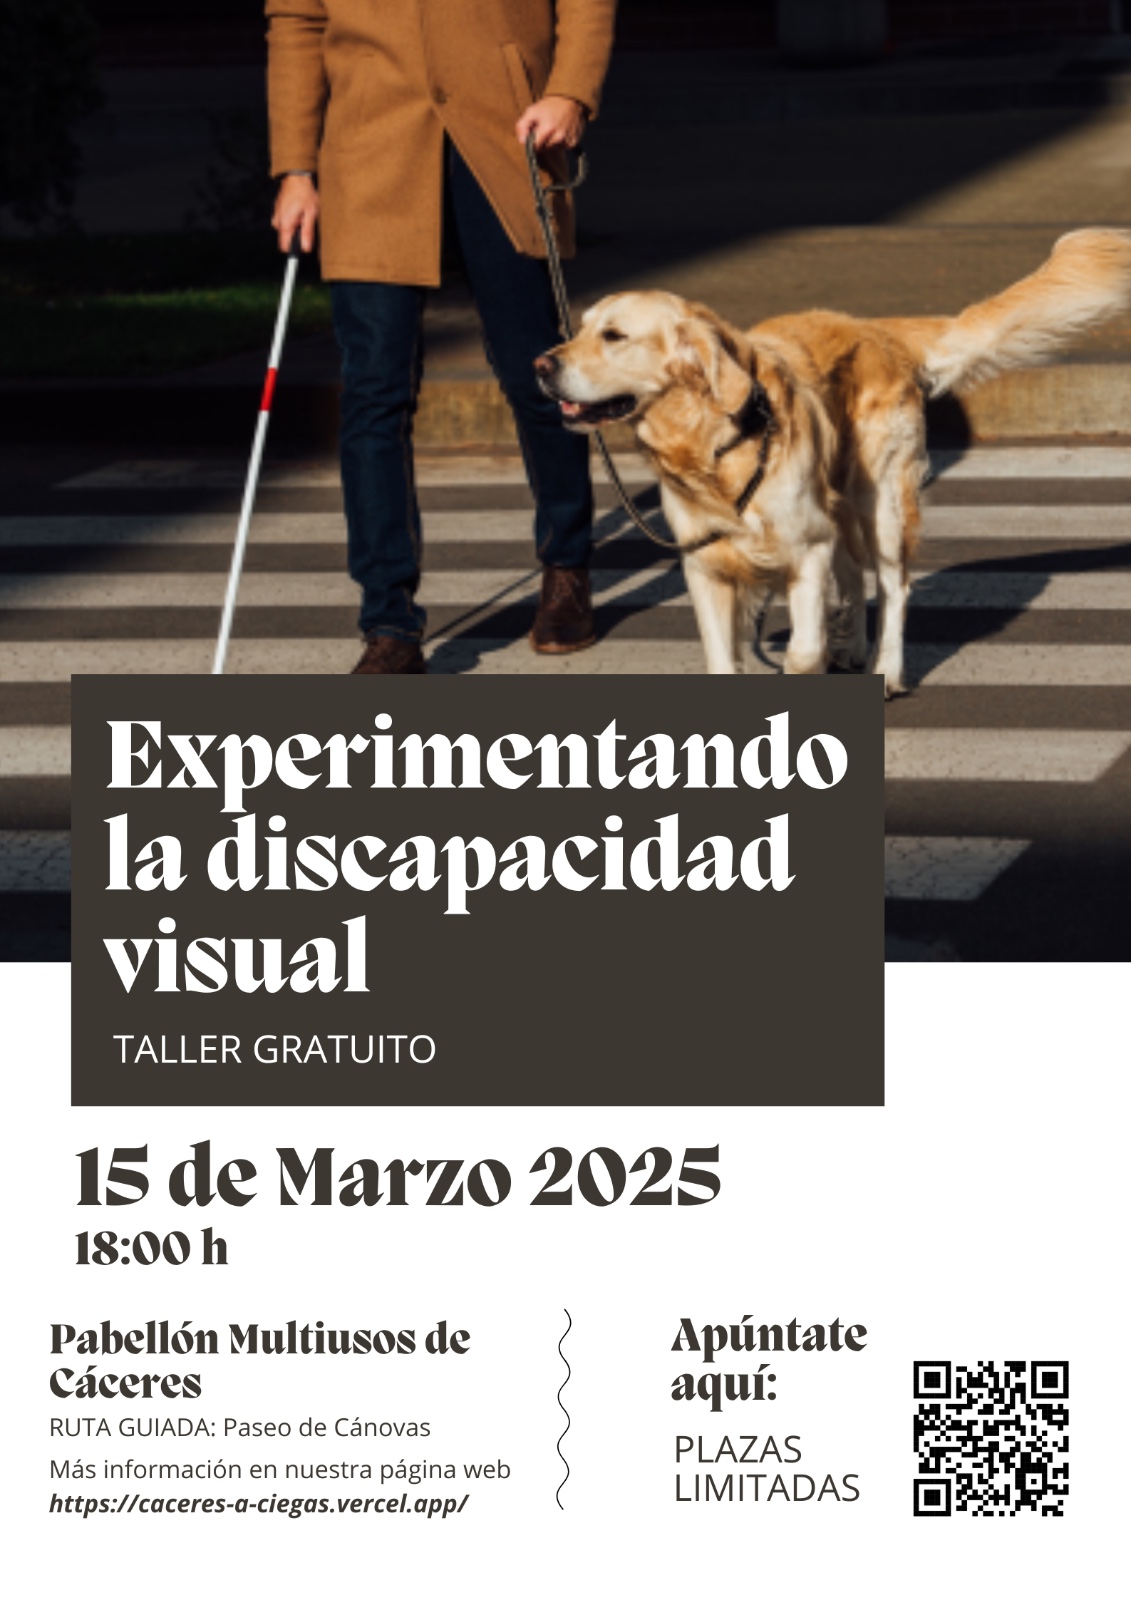 Experimentando
la discapacidad
visual
TALLER GRATUITO
15 de Marzo 2025
18:00 h
Pabellón Multiusos de
Cáceres
RUTA GUIADA: Paseo de Cánovas
Más información en nuestra página web
https://caceres-a-ciegas.vercel.app/
Apúntate
aquí:
PLAZAS
LIMITADAS